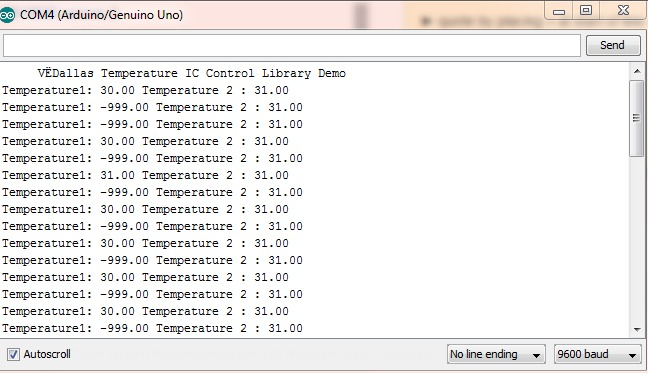 COM4 (Arduino/Genuino Uno)
Send
VËDallas Temperature IC Control Library Demo
Temperature1: 30.00 Temperature 2 : 31.00
Temperature1: -999.00 Temperature 2 : 31.00
Temperature1: -999.00 Temperature 2 : 31.00
Temperature1: 30.00 Temperature 2 : 31.00
Temperature1: -999.00 Temperature 2 : 31.00
Temperature1: 31.00 Temperature 2 : 31.00
Temperature1: -999.00 Temperature 2 : 31.00
Temperature1: 30.00 Temperature 2 : 31.00
Temperature1: -999.00 Temperature 2 : 31.00
Temperature1: 30.00 Temperature 2 : 31.00
Temperature1: -999.00 Temperature 2 : 31.00
Temperature1: 30.00 Temperature 2 : 31.00
Temperature1: -999.00 Temperature 2 : 31.00
Temperature1: 30.00 Temperature 2 : 31.00
Temperature1: -999.00 Temperature 2 : 31.00
Autoscroll
No line ending
9600 baud